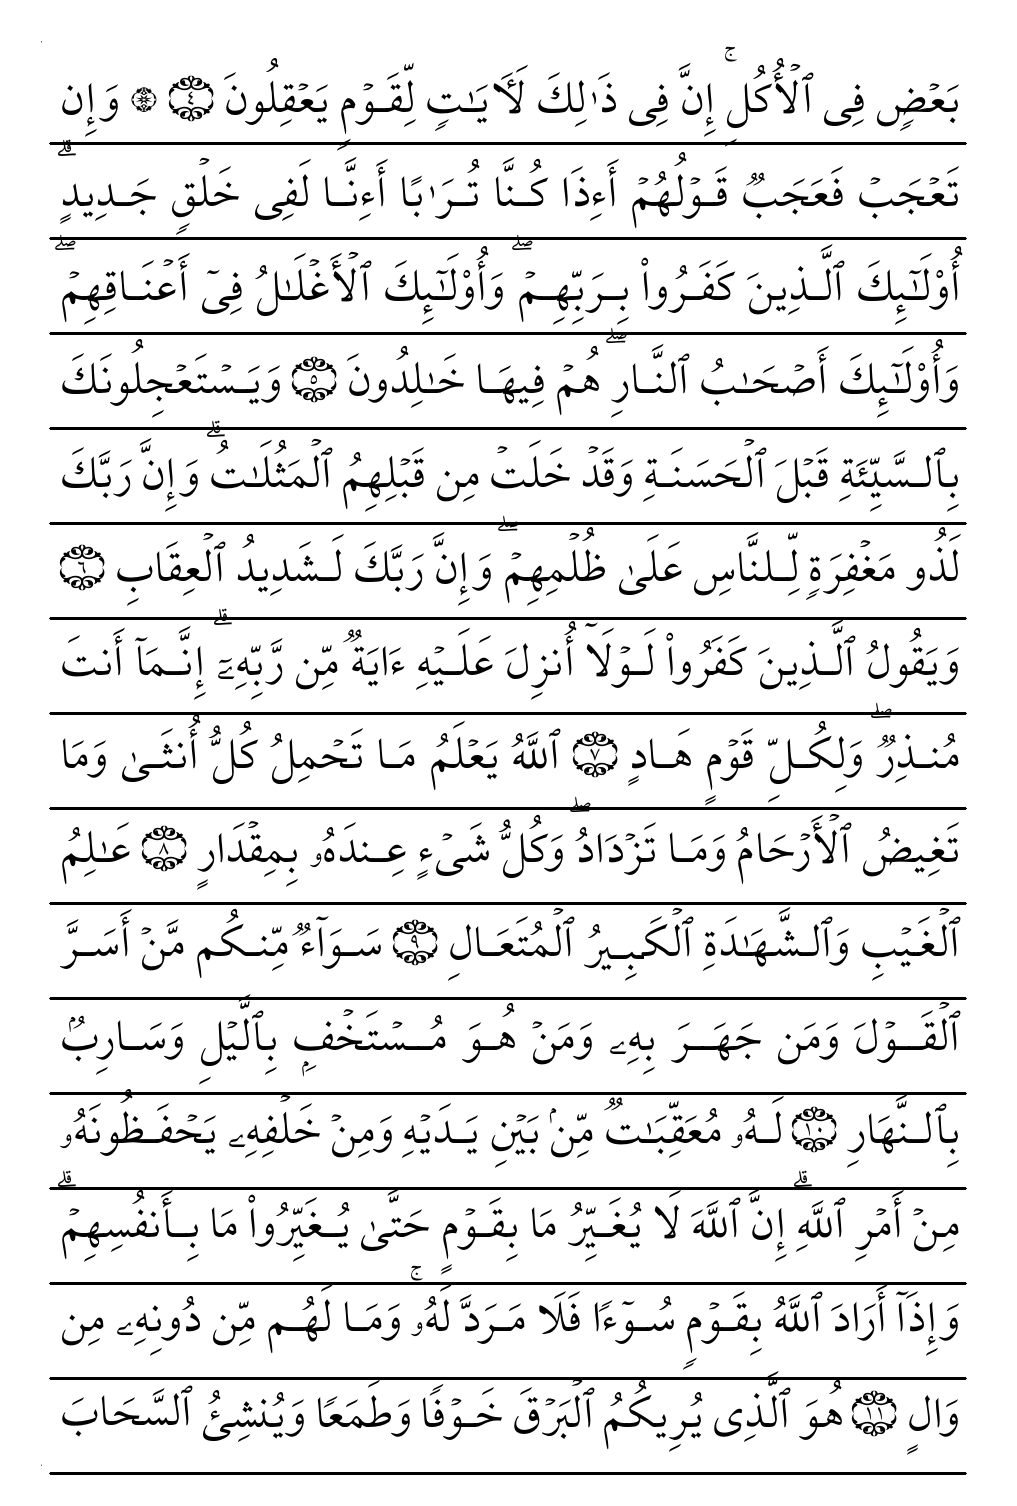 بَعۡضٖ فِي ٱلۡأُكُلِۚ إِنَّ فِي ذَٰلِكَ لَأٓيَٰتٖ لِّقَوۡمٖ يَعۡقِلُونَ ٤ ۞ وَإِن
تَعۡجَبۡ فَعَجَبٞ قَوۡلُهُمۡ أَءِذَا كُنَّا تُرَٰبًا أَءِنَّا لَفِي خَلۡقٖ جَدِيدٍۗ
أُوْلَٰٓئِكَ ٱلَّذِينَ كَفَرُواْ بِرَبِّهِمۡۖ وَأُوْلَٰٓئِكَ ٱلۡأَغۡلَٰلُ فِيٓ أَعۡنَاقِهِمۡۖ
وَأُوْلَٰٓئِكَ أَصۡحَٰبُ ٱلنَّارِۖ هُمۡ فِيهَا خَٰلِدُونَ ٥ وَيَسۡتَعۡجِلُونَكَ
بِٱلسَّيِّئَةِ قَبۡلَ ٱلۡحَسَنَةِ وَقَدۡ خَلَتۡ مِن قَبۡلِهِمُ ٱلۡمَثُلَٰتُۗ وَإِنَّ رَبَّكَ
لَذُو مَغۡفِرَةٖ لِّلنَّاسِ عَلَىٰ ظُلۡمِهِمۡۖ وَإِنَّ رَبَّكَ لَشَدِيدُ ٱلۡعِقَابِ ٦
وَيَقُولُ ٱلَّذِينَ كَفَرُواْ لَوۡلَآ أُنزِلَ عَلَيۡهِ ءَايَةٞ مِّن رَّبِّهِۦٓۗ إِنَّمَآ أَنتَ
مُنذِرٞۖ وَلِكُلِّ قَوۡمٍ هَادٍ ٧ ٱللَّهُ يَعۡلَمُ مَا تَحۡمِلُ كُلُّ أُنثَىٰ وَمَا
تَغِيضُ ٱلۡأَرۡحَامُ وَمَا تَزۡدَادُۖ وَكُلُّ شَيۡءٍ عِندَهُۥ بِمِقۡدَارٍ ٨ عَٰلِمُ
ٱلۡغَيۡبِ وَٱلشَّهَٰدَةِ ٱلۡكَبِيرُ ٱلۡمُتَعَالِ ٩ سَوَآءٞ مِّنكُم مَّنۡ أَسَرَّ
ٱلۡقَوۡلَ وَمَن جَهَرَ بِهِۦ وَمَنۡ هُوَ مُسۡتَخۡفِۭ بِٱلَّيۡلِ وَسَارِبُۢ
بِٱلنَّهَارِ ١٠ لَهُۥ مُعَقِّبَٰتٞ مِّنۢ بَيۡنِ يَدَيۡهِ وَمِنۡ خَلۡفِهِۦ يَحۡفَظُونَهُۥ
مِنۡ أَمۡرِ ٱللَّهِۗ إِنَّ ٱللَّهَ لَا يُغَيِّرُ مَا بِقَوۡمٍ حَتَّىٰ يُغَيِّرُواْ مَا بِأَنفُسِهِمۡۗ
وَإِذَآ أَرَادَ ٱللَّهُ بِقَوۡمٖ سُوٓءٗا فَلَا مَرَدَّ لَهُۥۚ وَمَا لَهُم مِّن دُونِهِۦ مِن
وَالٍ ١١ هُوَ ٱلَّذِي يُرِيكُمُ ٱلۡبَرۡقَ خَوۡفٗا وَطَمَعٗا وَيُنشِئُ ٱلسَّحَابَ